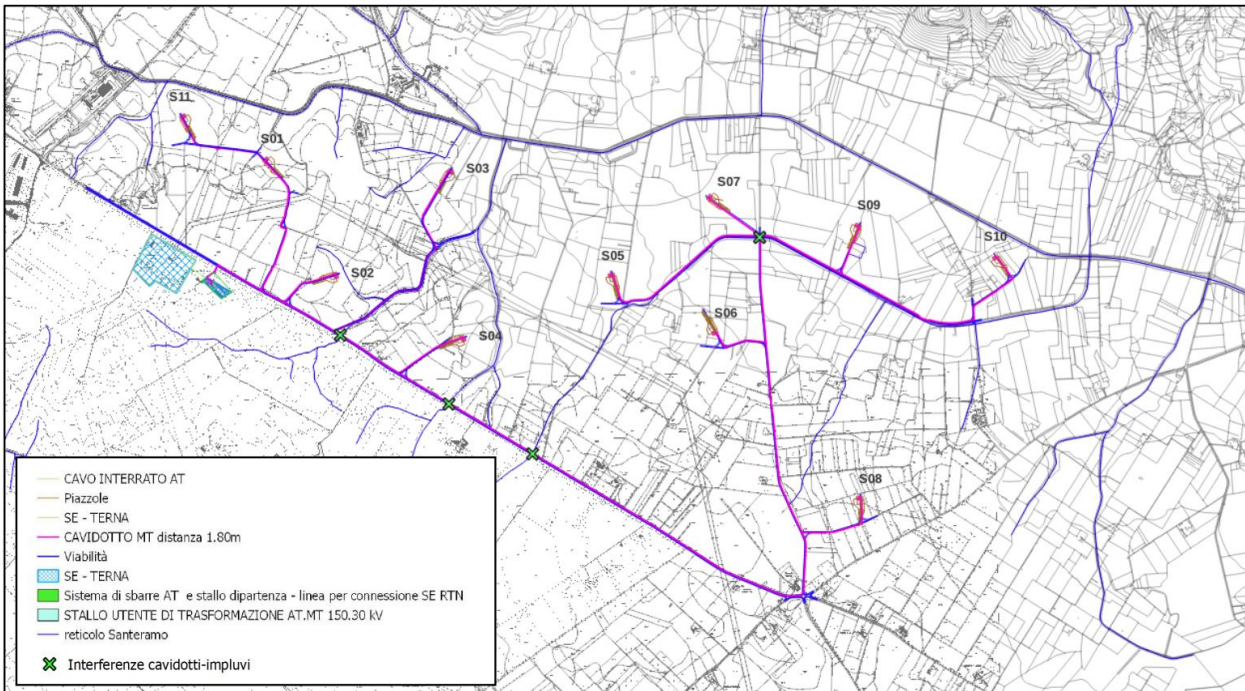 S11
S01
S03
S07
S09
S10
S02
S05
S06
S04
S08
CAVO INTERRATO AT
Piazzole
SE - TERNA
CAVIDOTTO MT distanza 1.80m
Viabilità
SE - TERNA
Sistema di sbarre AT e stallo dipartenza - linea per connessione SE RTN
STALLO UTENTE DI TRASFORMAZIONE AT.MT 150.30 kV
reticolo Santeramo
Interferenze cavidotti-impluvi